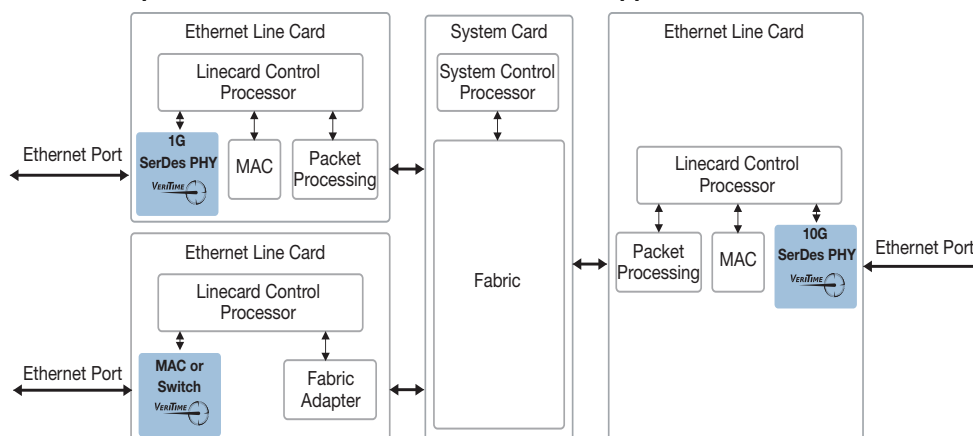 Ethernet Line Card
Linecard Control
Processor
1G
SerDes PHY
VERITIME
MAC
Packet
Processing
Ethernet Port
Ethernet Line Card
Linecard Control
Processor
MAC or
Switch
VERITIME
Fabric
Adapter
Ethernet Port
System Card
System Control
Processor
Fabric
Ethernet Line Card
Linecard Control
Processor
Packet
Processing
MAC
10G
SerDes PHY
VERITIME
Ethernet Port